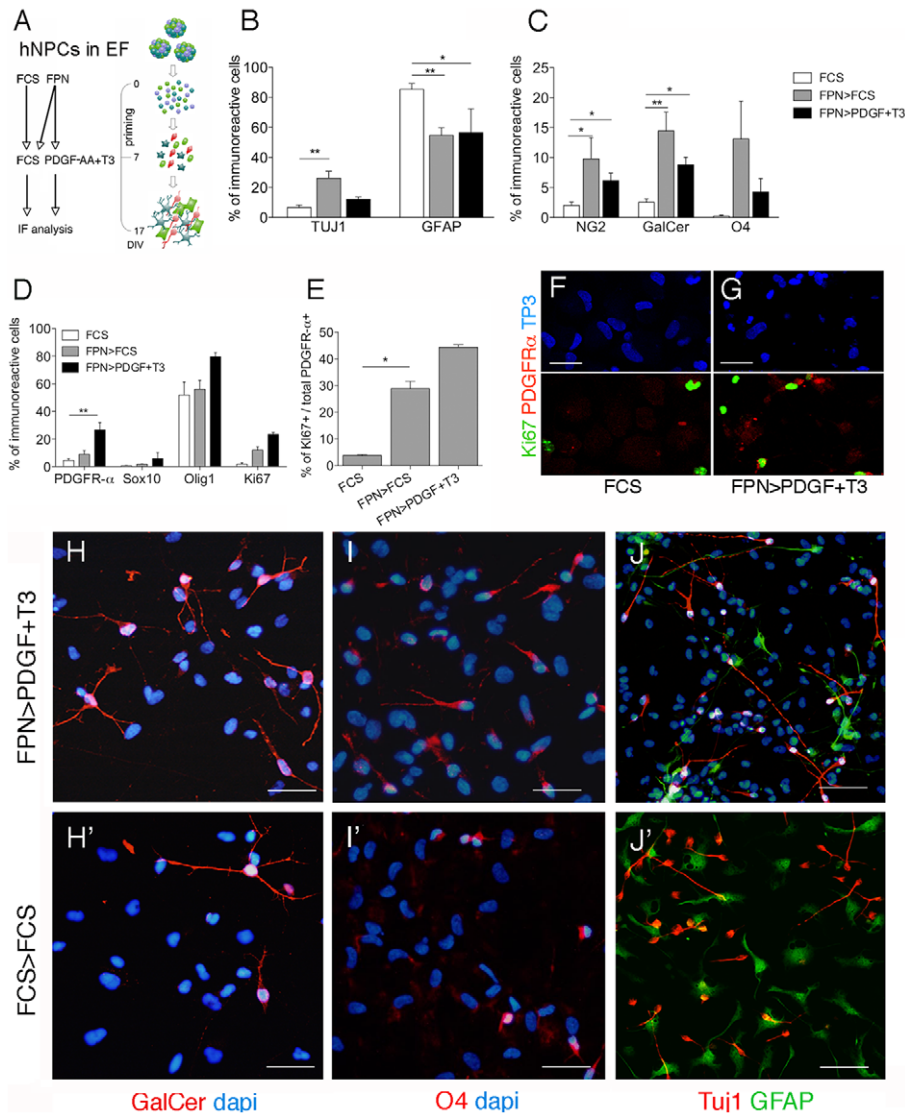 A
hNPCs in EF
FCS FPN
FCS PDGF-AA+T3
IF analysis
0
priming
7
17
DIV
B
% of immunoreactive cells
100
80
60
40
20
0
**
*
**
TUJ1 GFAP
C
% of immunoreactive cells
25
20
15
10
5
0
*
*
*
**
FCS
FPN>FCS
FPN>PDGF+T3
NG2 GalCer O4
D
% of immunoreactive cells
100
80
60
40
20
0
FCS
FPN>FCS
FPN>PDGF+T3
**
PDGFR-α Sox10 Olig1 Ki67
E
% of Ki67+ / total PDGFR-α+
50
40
30
20
10
0
*
FCS
FPN>FCS
FPN>PDGF+T3
F
G
Ki67 PDGFRα TP3
FCS
FPN>PDGF+T3
FPN>PDGF+T3
H
I
J
FCS>FCS
H'
I'
J'
GalCer dapi
O4 dapi
Tuj1 GFAP